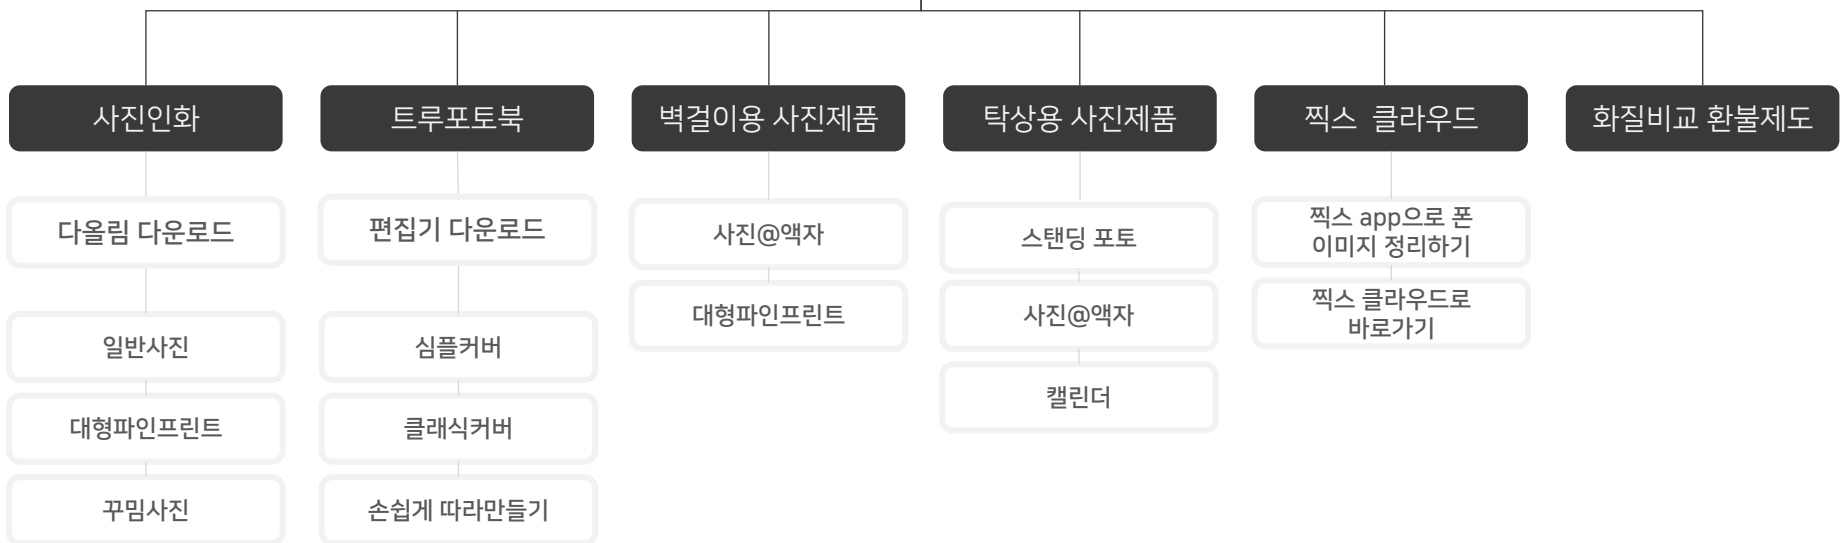 사진인화
트루포토북
벽걸이용 사진제품
탁상용 사진제품
찍스 클라우드
화질비교 환불제도
다올림 다운로드
일반사진
대형파인프린트
꾸밈사진
편집기 다운로드
심플커버
클래식커버
손쉽게 따라만들기
사진@액자
대형파인프린트
스탠딩 포토
사진@액자
캘린더
찍스 app으로 폰
이미지 정리하기
찍스 클라우드로
바로가기